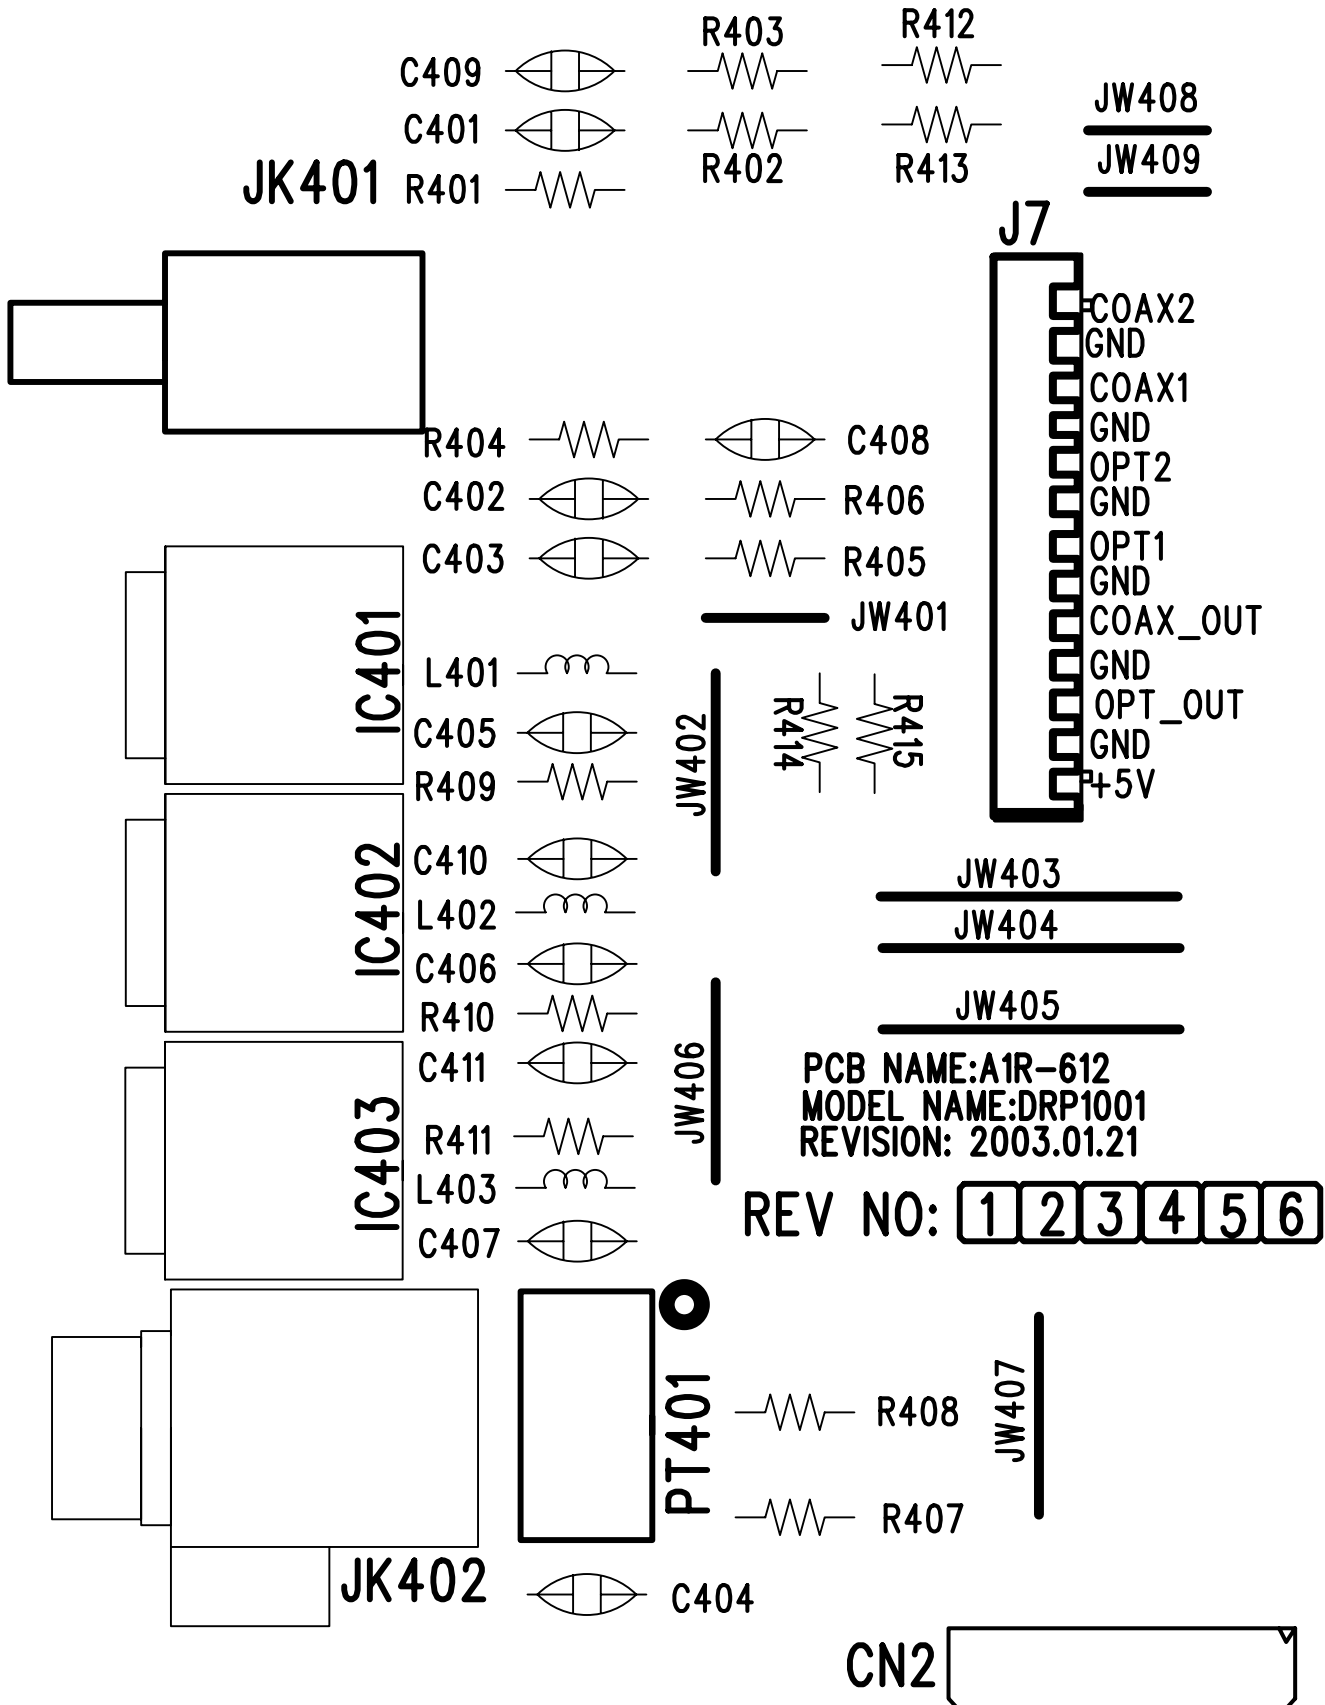 R403
R412
C409
JW408
C401
R402
R413
JW409
JK401
R401
J7
COAX2
GND
COAX1
R404
C408
GND
OPT2
C402
R406
GND
OPT1
C403
R405
GND
JW401
COAX_OUT
IC401
L401
GND
R414
R415
OPT_OUT
C405
JW402
GND
R409
+5V
IC402
C410
JW403
L402
JW404
C406
JW405
R410
C411
JW406
PCB NAME:A1R-612
MODEL NAME:DRP1001
IC403
R411
REVISION: 2003.01.21
L403
REV NO: 1 2 3 4 5 6
C407
PT401
R408
JW407
R407
JK402
C404
CN2